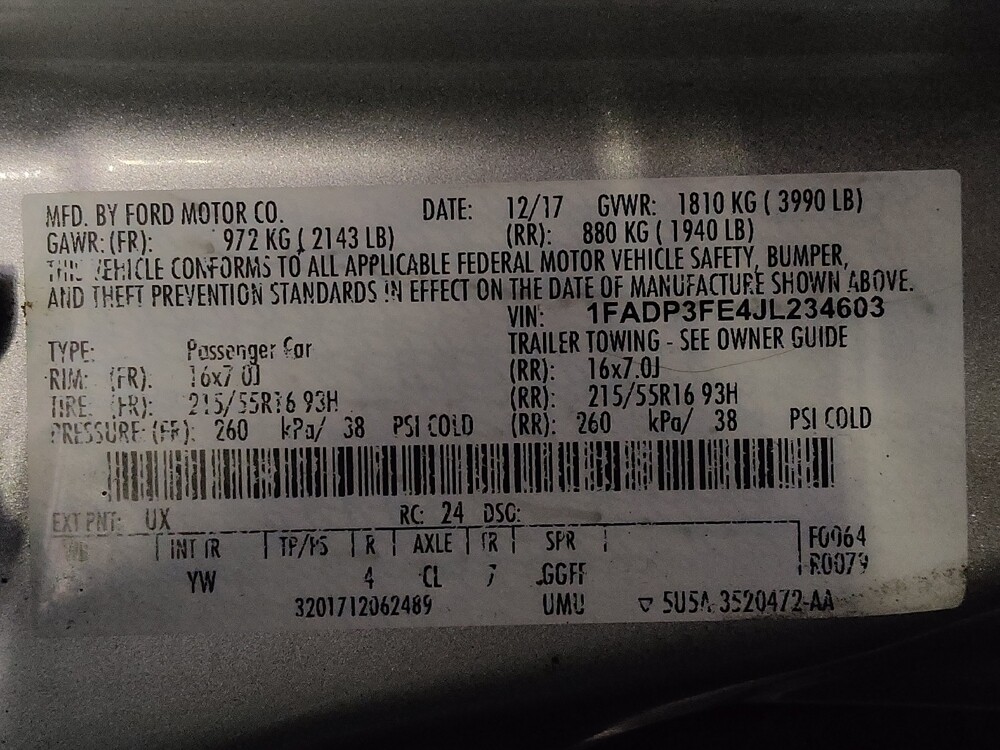 MFD. BY FORD MOTOR CO. DATE: 12/17 GVWR: 1810 KG ( 3990 LB)
GAWR: (FR): 972 KG ( 2143 LB) (RR): 880 KG ( 1940 LB)
THIS VEHICLE CONFORMS TO ALL APPLICABLE FEDERAL MOTOR VEHICLE SAFETY, BUMPER,
AND THEFT PREVENTION STANDARDS IN EFFECT ON THE DATE OF MANUFACTURE SHOWN ABOVE.
VIN: 1FADP3FE4JL234603
TYPE: Passenger Car TRAILER TOWING - SEE OWNER GUIDE
RIM: (FR): 16x7.0J (RR): 16x7.0J
TIRE: (FR): 215/55R16 93H (RR): 215/55R16 93H
PRESSURE: (FR): 260 kPa/ 38 PSI COLD (RR): 260 kPa/ 38 PSI COLD
EXT PNT: UX RC: 24 DSO:
WB INT TR TP/PS R AXLE TR SPR F0064
YW 4 CL 7 GGFF R0079
3201712062489 UMU ▽ 5U5A-3520472-AA